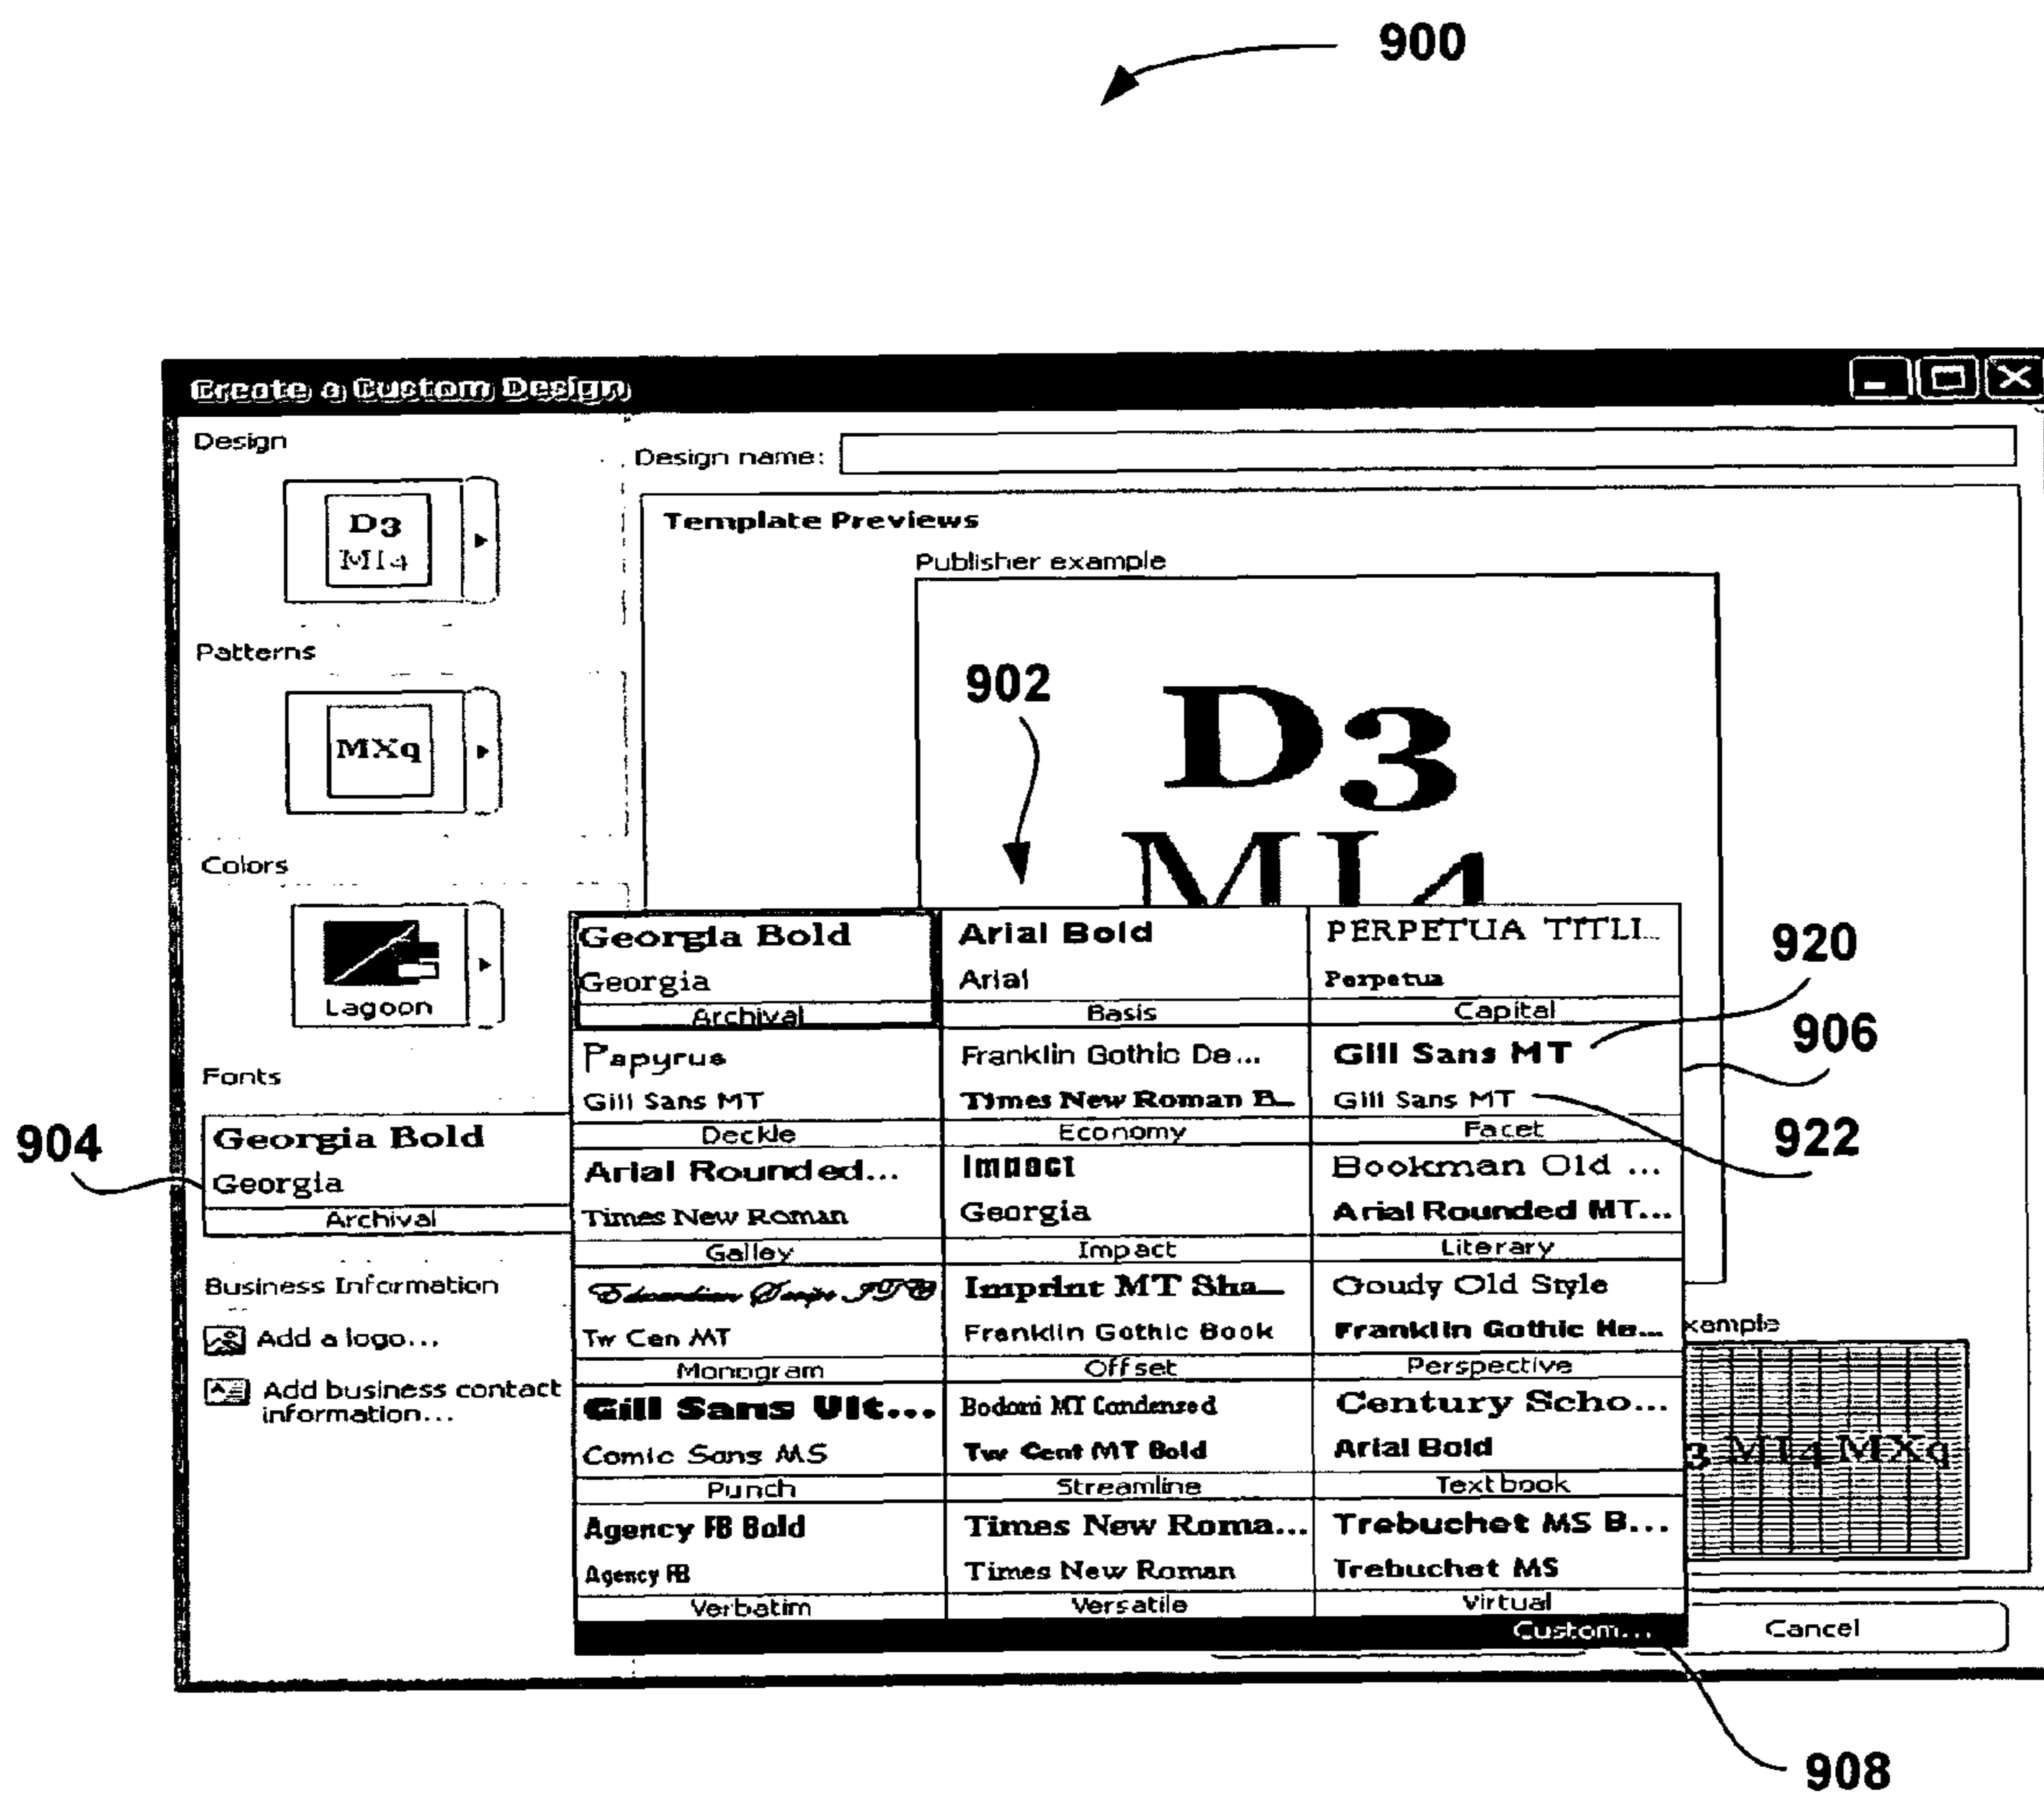 900
Create a Custom Design
Design
Design name:
D3
MI4
Template Previews
Publisher example
Patterns
MXq
902
D3
MI4
Colors
Lagoon
Fonts
904
Georgia Bold
Georgia
Archival
Business Information
Add a logo...
Add business contact
information...
Georgia Bold
Georgia
Archival
Arial Bold
Arial
Basis
PERPETUA TITLI...
Perpetua
Capital
920
906
922
Papyrus
Gill Sans MT
Deckle
Franklin Gothic De...
Times New Roman B...
Economy
Gill Sans MT
Gill Sans MT
Facet
Arial Rounded...
Times New Roman
Galley
Impact
Georgia
Impact
Bookman Old ...
Arial Rounded MT...
Literary
Edwardian Script ITC
Tw Cen MT
Monogram
Imprint MT Sha...
Franklin Gothic Book
Offset
Goudy Old Style
Franklin Gothic He...
Perspective
xample
Gill Sans Ult...
Comic Sans MS
Punch
Bodoni MT Condensed
Tw Cent MT Bold
Streamline
Century Scho...
Arial Bold
Textbook
3 MI4 MXq
Agency FB Bold
Agency FB
Verbatim
Times New Roma...
Times New Roman
Versatile
Trebuchet MS B...
Trebuchet MS
Virtual
Custom...
Cancel
908